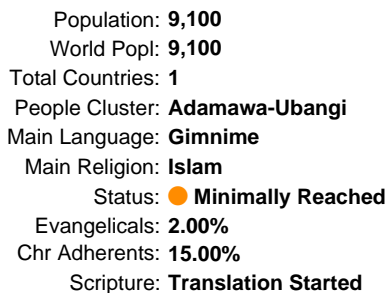 Population: 9,100
World Popl: 9,100
Total Countries: 1
People Cluster: Adamawa-Ubangi
Main Language: Gimnime
Main Religion: Islam
Status: Minimally Reached
Evangelicals: 2.00%
Chr Adherents: 15.00%
Scripture: Translation Started